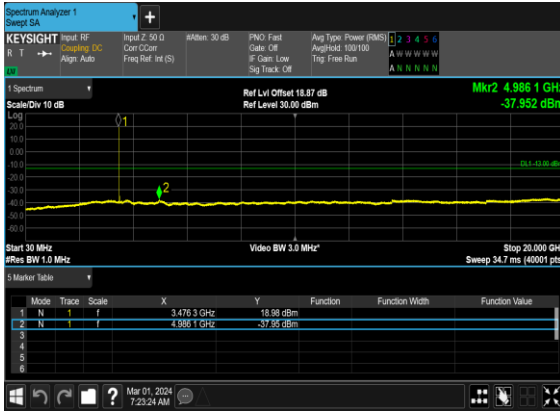 Spectrum Analyzer 1
Swept SA
+
KEYSIGHT
R T
LXI
Input: RF
Coupling: DC
Align: Auto
Input Z: 50 Ω
Corr CCorr
Freq Ref: Int (S)
#Atten: 30 dB
PNO: Fast
Gate: Off
IF Gain: Low
Sig Track: Off
Avg Type: Power (RMS)
Avg|Hold: 100/100
Trig: Free Run
1 2 3 4 5 6
A W W W W W
A N N N N N
1 Spectrum
Scale/Div 10 dB
Ref Lvl Offset 18.87 dB
Ref Level 30.00 dBm
Mkr2 4.986 1 GHz
-37.952 dBm
Log
20.0
10.0
0.00
-10.0
-20.0
-30.0
-40.0
-50.0
-60.0
1
2
DL1 -13.00 dBm
Start 30 MHz
#Res BW 1.0 MHz
Video BW 3.0 MHz*
Stop 20.000 GHz
Sweep 34.7 ms (40001 pts)
5 Marker Table
Mode Trace Scale X Y Function Function Width Function Value
1 N 1 f 3.476 3 GHz 18.98 dBm
2 N 1 f 4.986 1 GHz -37.95 dBm
3
4
5
6
?
Mar 01, 2024
7:23:24 AM